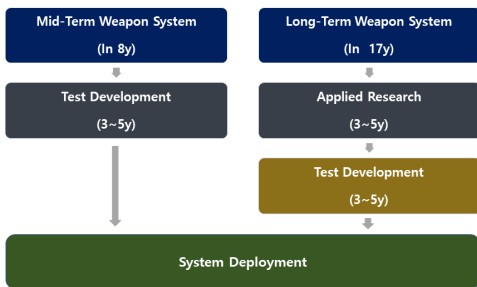 Mid-Term Weapon System
(In 8y)
Long-Term Weapon System
(In 17y)
Test Development
(3~5y)
Applied Research
(3~5y)
Test Development
(3~5y)
System Deployment